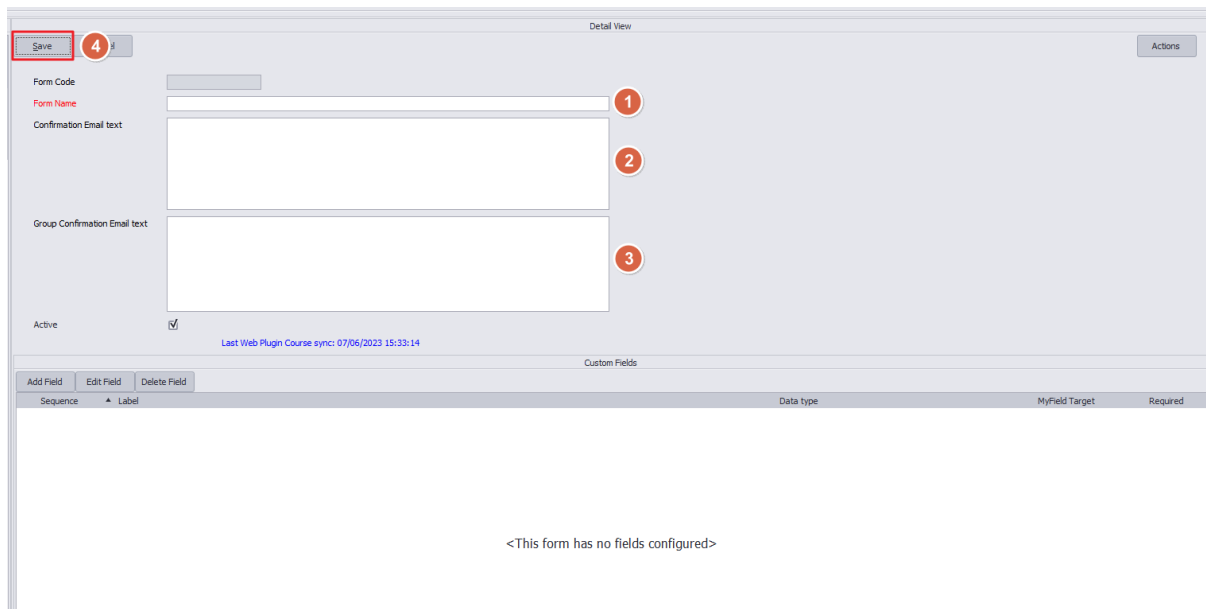 Detail View
Save 4 el Actions
Form Code
Form Name 1
Confirmation Email text
2
Group Confirmation Email text
3
Active
Last Web Plugin Course sync: 07/06/2023 15:33:14
Custom Fields
Add Field Edit Field Delete Field
Sequence Label Data type MyField Target Required
<This form has no fields configured>